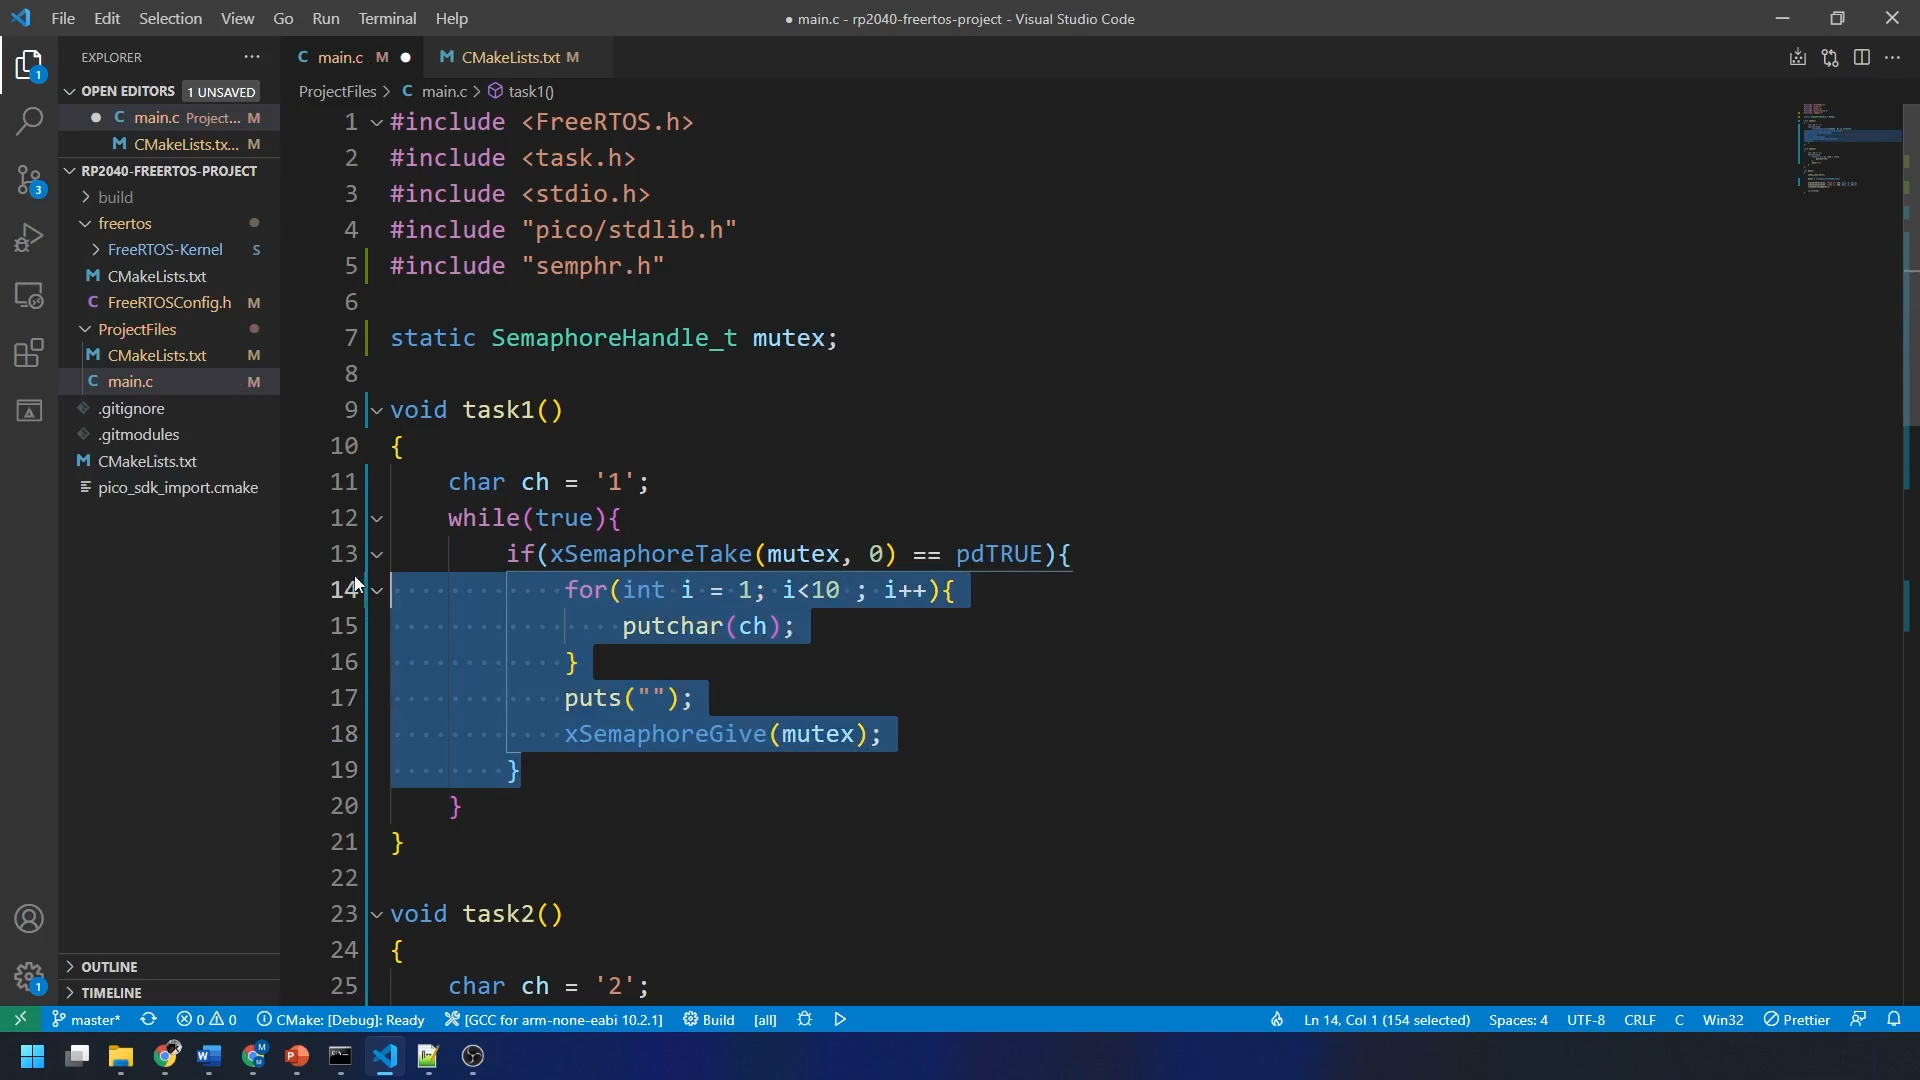 File Edit Selection View Go Run Terminal Help
● main.c - rp2040-freertos-project - Visual Studio Code
EXPLORER
C main.c M
M CMakeLists.txt M
OPEN EDITORS 1 UNSAVED
C main.c Project... M
M CMakeLists.tx... M
RP2040-FREERTOS-PROJECT
build
freertos
FreeRTOS-Kernel S
M CMakeLists.txt
C FreeRTOSConfig.h M
ProjectFiles
M CMakeLists.txt M
C main.c M
.gitignore
.gitmodules
M CMakeLists.txt
pico_sdk_import.cmake
OUTLINE
TIMELINE
1
3
1
ProjectFiles > C main.c > task1()
1 #include <FreeRTOS.h>
2 #include <task.h>
3 #include <stdio.h>
4 #include "pico/stdlib.h"
5 #include "semphr.h"
6
7 static SemaphoreHandle_t mutex;
8
9 void task1()
10 {
11 char ch = '1';
12 while(true){
13 if(xSemaphoreTake(mutex, 0) == pdTRUE){
14 for(int i = 1; i<10 ; i++){
15 putchar(ch);
16 }
17 puts("");
18 xSemaphoreGive(mutex);
19 }
20 }
21 }
22
23 void task2()
24 {
25 char ch = '2';
master* 0 0 CMake: [Debug]: Ready [GCC for arm-none-eabi 10.2.1] Build [all] Ln 14, Col 1 (154 selected) Spaces: 4 UTF-8 CRLF C Win32 Prettier